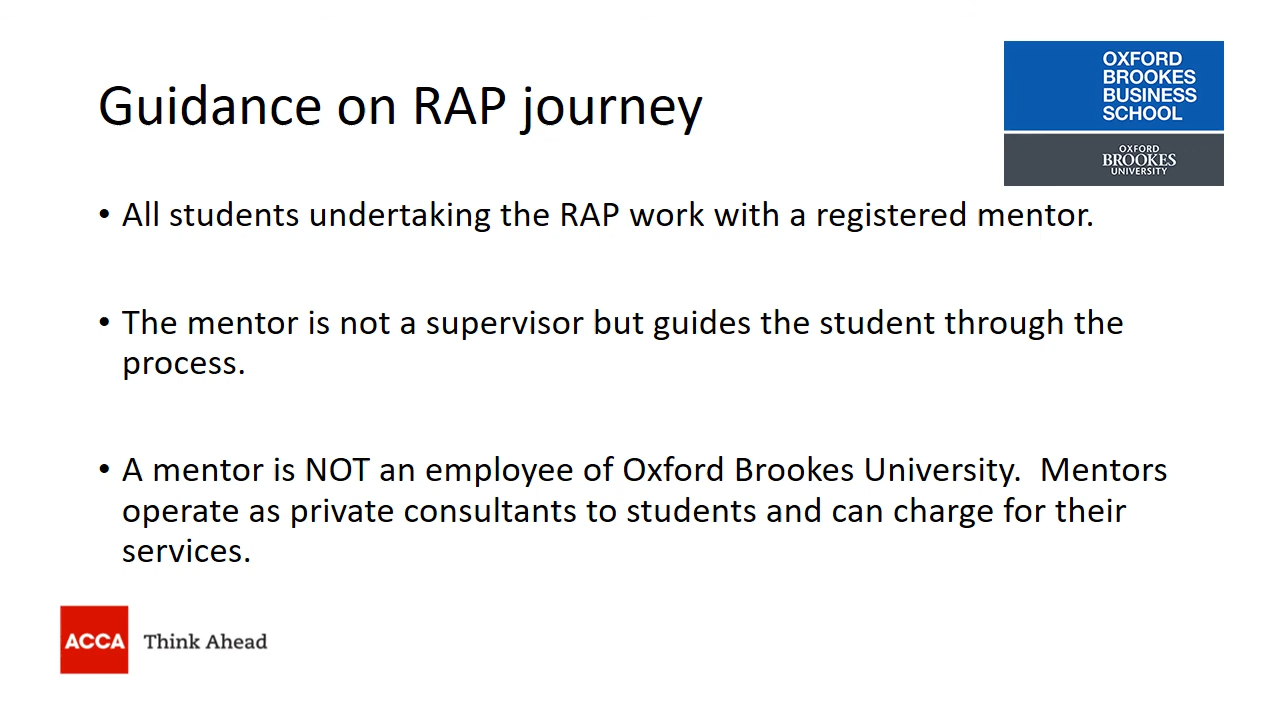 Guidance on RAP journey
OXFORD
BROOKES
BUSINESS
SCHOOL
OXFORD
BROOKES
UNIVERSITY
• All students undertaking the RAP work with a registered mentor.
• The mentor is not a supervisor but guides the student through the
process.
• A mentor is NOT an employee of Oxford Brookes University.  Mentors
operate as private consultants to students and can charge for their
services.
ACCA Think Ahead